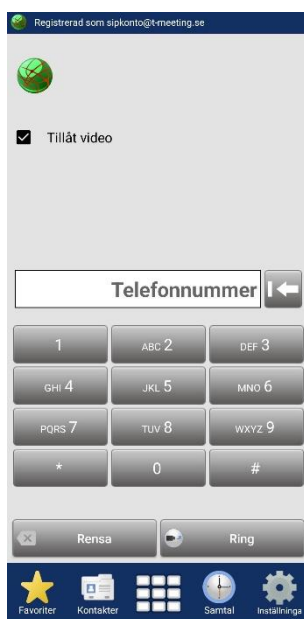 Registrerad som sipkonto@t-meeting.se
Tillåt video
Telefonnummer
1 ABC 2 DEF 3
GHI 4 JKL 5 MNO 6
PQRS 7 TUV 8 WXYZ 9
* 0 #
Rensa Ring
Favoriter Kontakter Samtal Inställninga